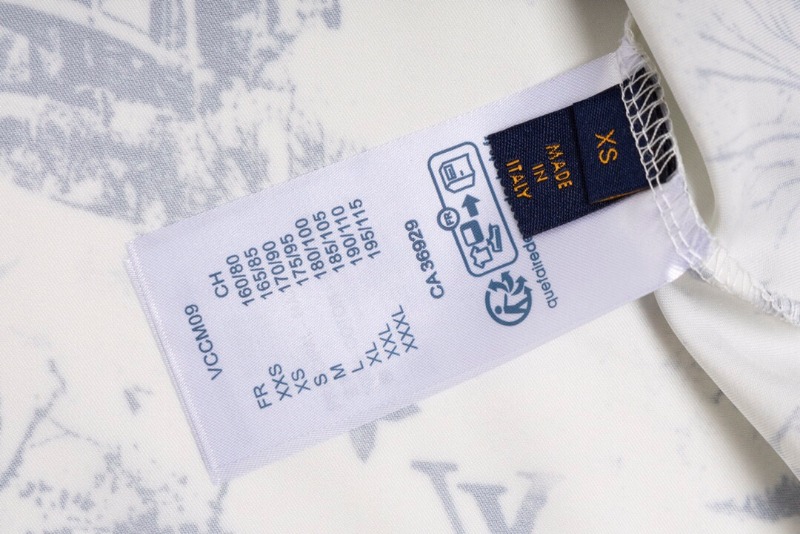 XS
MADE
IN
ITALY
FR
CA 36929
VCCM09
FR CH
XXS 160/80
XS 165/85
S 170/90
M 175/95
L 180/100
XL 185/105
XXL 190/110
XXXL 195/115